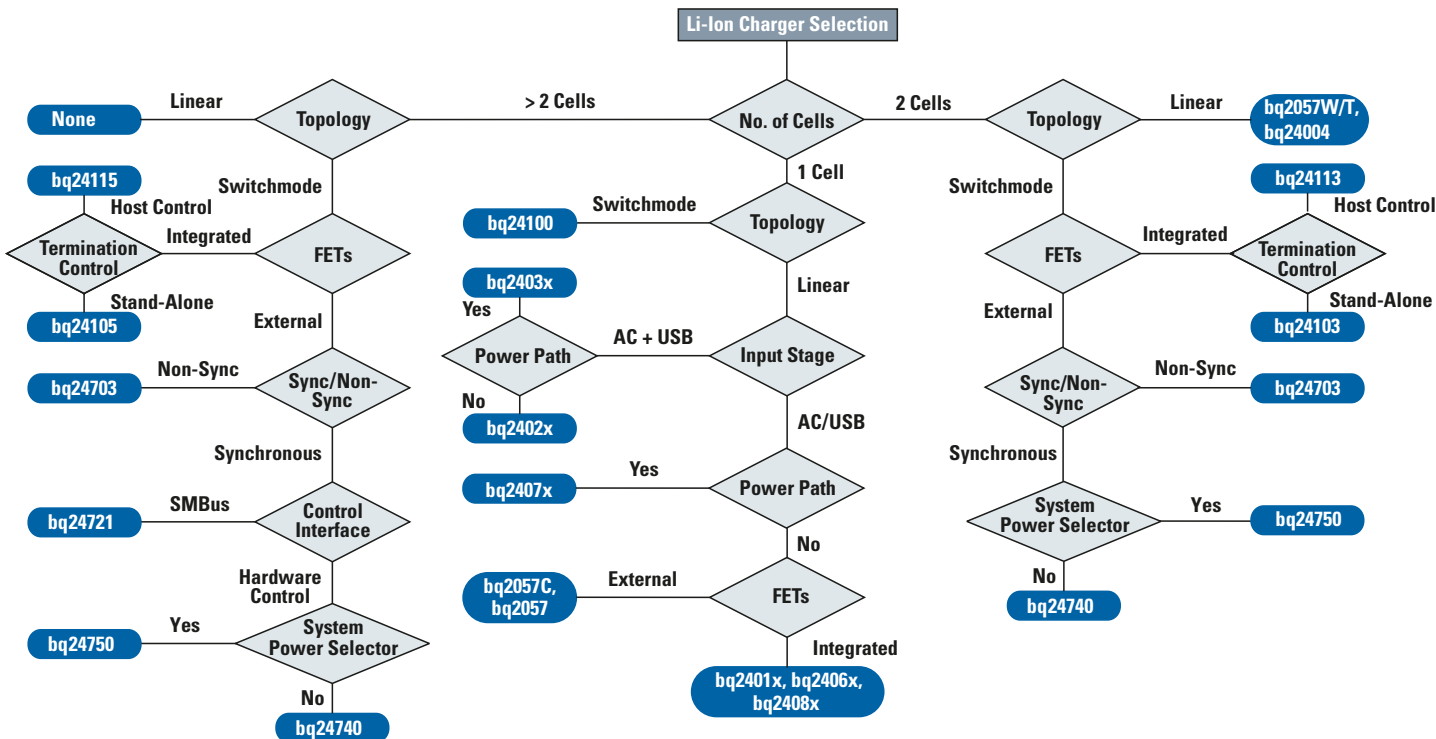 Li-Ion Charger Selection
Linear
> 2 Cells
2 Cells
Linear
None
Topology
No. of Cells
Topology
bq2057W/T,
bq24004
1 Cell
bq24115
Switchmode
Switchmode
bq24113
Host Control
Switchmode
Host Control
bq24100
Topology
Termination
Control
Integrated
FETs
FETs
Integrated
Termination
Control
bq2403x
Linear
Stand-Alone
Yes
Stand-Alone
bq24105
External
External
bq24103
Power Path
AC + USB
Input Stage
Non-Sync
Non-Sync
bq24703
Sync/Non-
Sync
No
Sync/Non-
Sync
bq24703
bq2402x
AC/USB
Synchronous
Synchronous
Yes
bq2407x
Power Path
SMBus
System
Power Selector
Yes
bq24721
Control
Interface
bq24750
No
Hardware
Control
bq2057C,
bq2057
External
FETs
No
bq24740
Yes
System
Power Selector
bq24750
Integrated
No
bq2401x, bq2406x,
bq2408x
bq24740